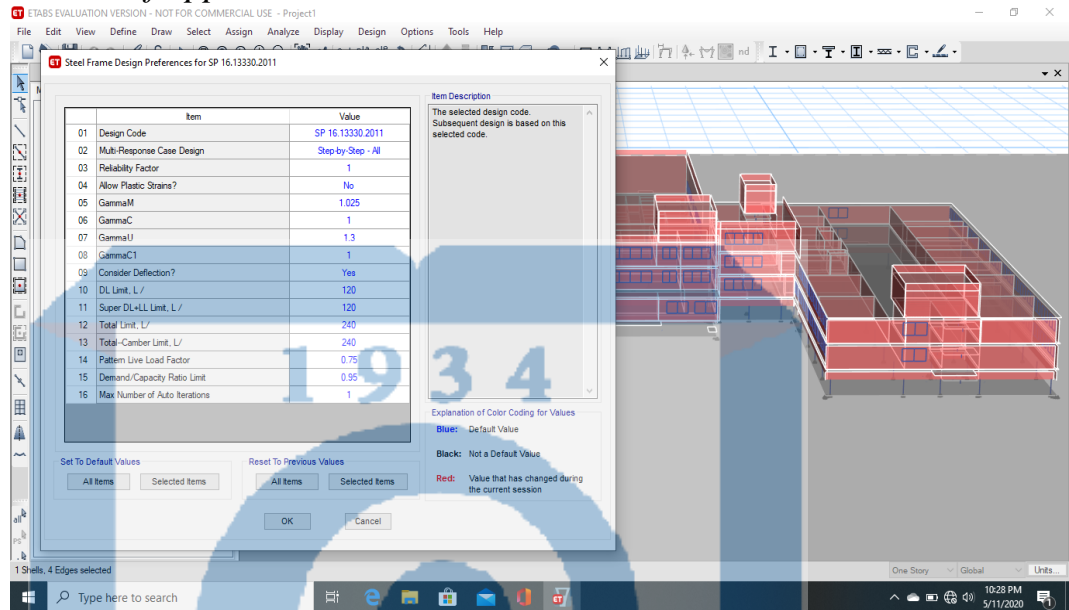 ETABS EVALUATION VERSION - NOT FOR COMMERCIAL USE - Project1
File Edit View Define Draw Select Assign Analyze Display Design Options Tools Help
nd
Steel Frame Design Preferences for SP 16.13330.2011
Item Value
01 Design Code SP 16.13330.2011
02 Multi-Response Case Design Step-by-Step - All
03 Reliability Factor 1
04 Allow Plastic Strains? No
05 GammaM 1.025
06 GammaC 1
07 GammaU 1.3
08 GammaC1 1
09 Consider Deflection? Yes
10 DL Limit, L / 120
11 Super DL+LL Limit, L / 120
12 Total Limit, L/ 240
13 Total-Camber Limit, L/ 240
14 Pattern Live Load Factor 0.75
15 Demand/Capacity Ratio Limit 0.95
16 Max Number of Auto Iterations 1
Item Description
The selected design code.
Subsequent design is based on this
selected code.
Explanation of Color Coding for Values
Blue: Default Value
Black: Not a Default Value
Red: Value that has changed during
the current session
Set To Default Values
All Items Selected Items
Reset To Previous Values
All Items Selected Items
OK Cancel
1934
all
PS
1 Shells, 4 Edges selected
One Story Global Units...
Type here to search
10:28 PM
5/11/2020